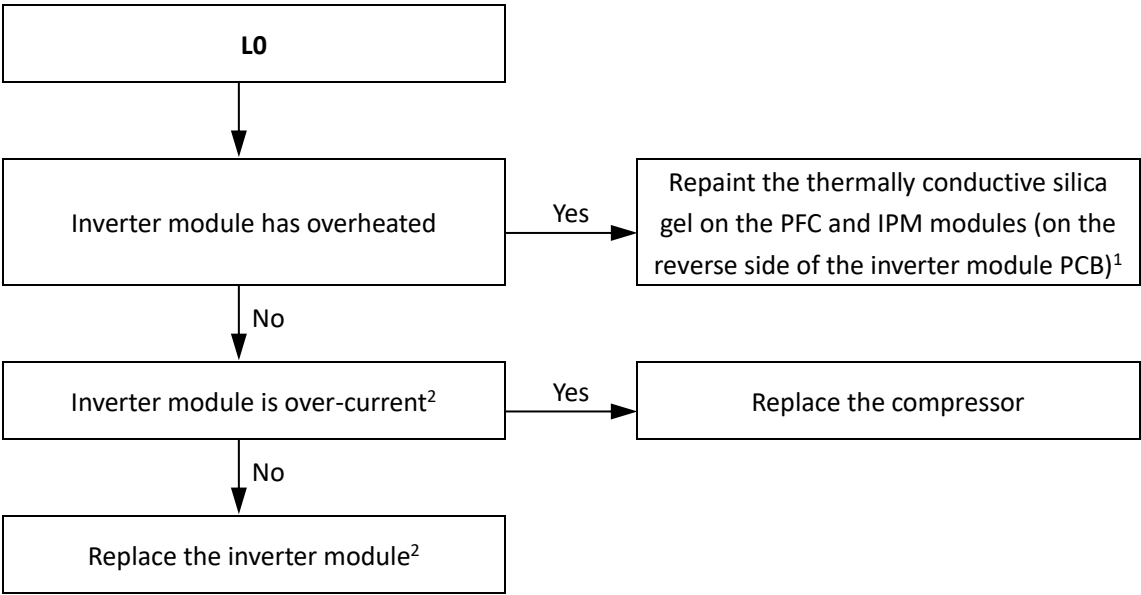 L0
Inverter module has overheated
Yes
Repaint the thermally conductive silica
gel on the PFC and IPM modules (on the
reverse side of the inverter module PCB)¹
No
Inverter module is over-current²
Yes
Replace the compressor
No
Replace the inverter module²